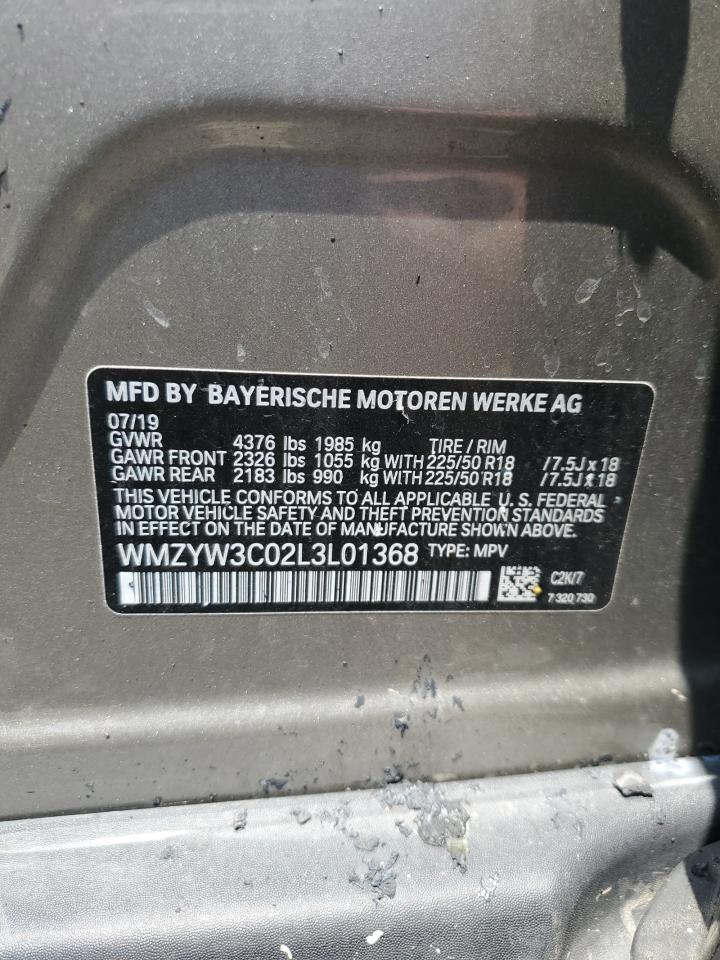 MFD BY BAYERISCHE MOTOREN WERKE AG
07/19
GVWR 4376 lbs 1985 kg TIRE / RIM
GAWR FRONT 2326 lbs 1055 kg WITH 225/50 R18 /7.5J x 18
GAWR REAR 2183 lbs 990 kg WITH 225/50 R18 /7.5J x 18
THIS VEHICLE CONFORMS TO ALL APPLICABLE U. S. FEDERAL
MOTOR VEHICLE SAFETY AND THEFT PREVENTION STANDARDS
IN EFFECT ON THE DATE OF MANUFACTURE SHOWN ABOVE.
WMZYW3C02L3L01368 TYPE: MPV
C2K/7
7 320 730